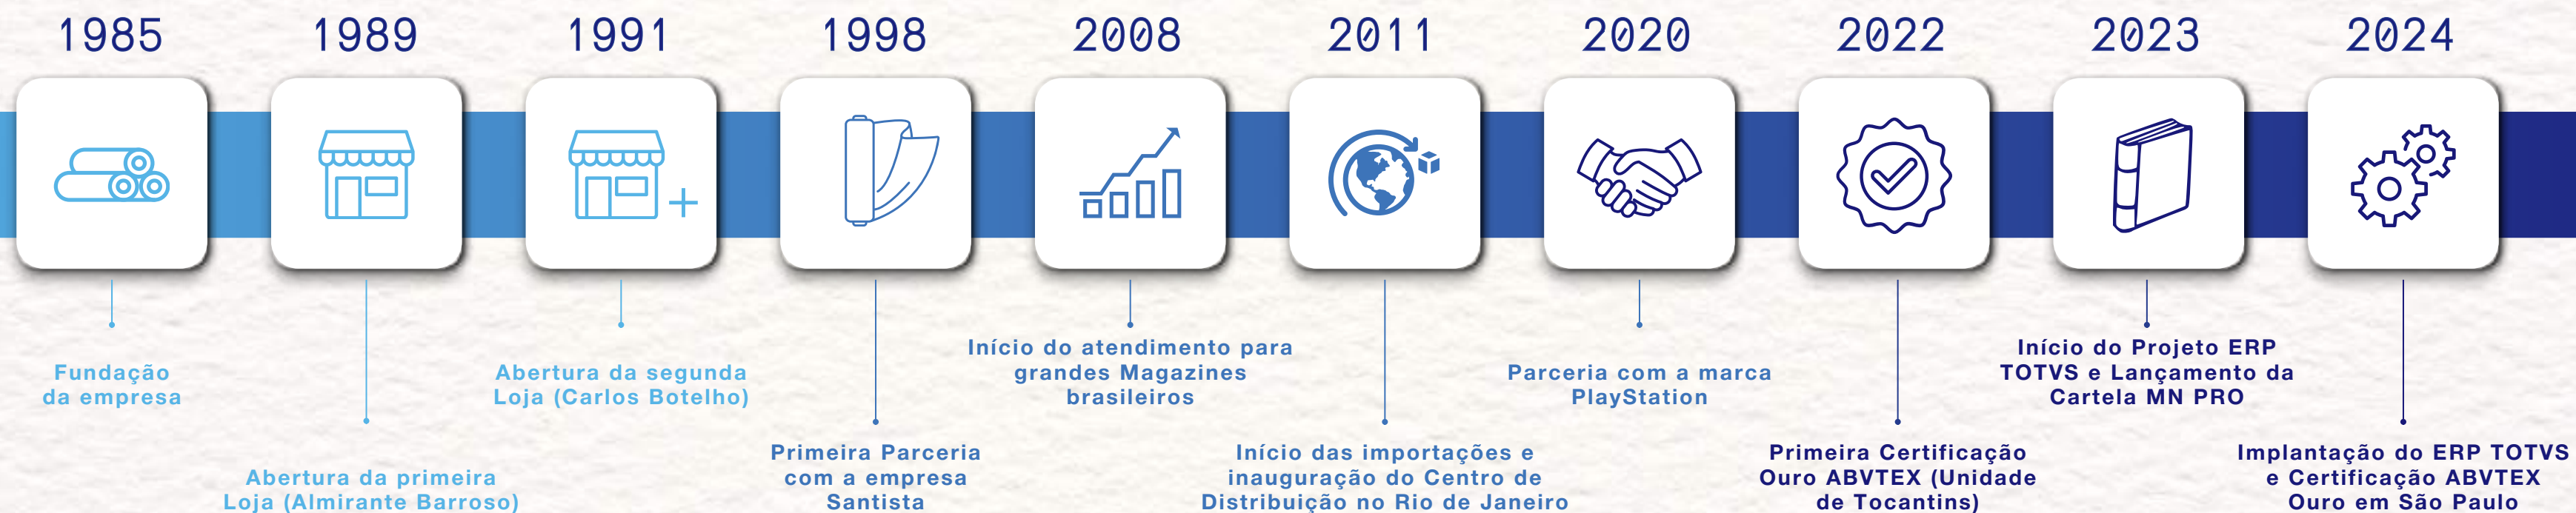 1985
1989
1991
1998
2008
2011
2020
2022
2023
2024
Fundação
da empresa
Abertura da primeira
Loja (Almirante Barroso)
Abertura da segunda
Loja (Carlos Botelho)
Primeira Parceria
com a empresa
Santista
Início do atendimento para
grandes Magazines
brasileiros
Início das importações e
inauguração do Centro de
Distribuição no Rio de Janeiro
Parceria com a marca
PlayStation
Primeira Certificação
Ouro ABVTEX (Unidade
de Tocantins)
Início do Projeto ERP
TOTVS e Lançamento da
Cartela MN PRO
Implantação do ERP TOTVS
e Certificação ABVTEX
Ouro em São Paulo